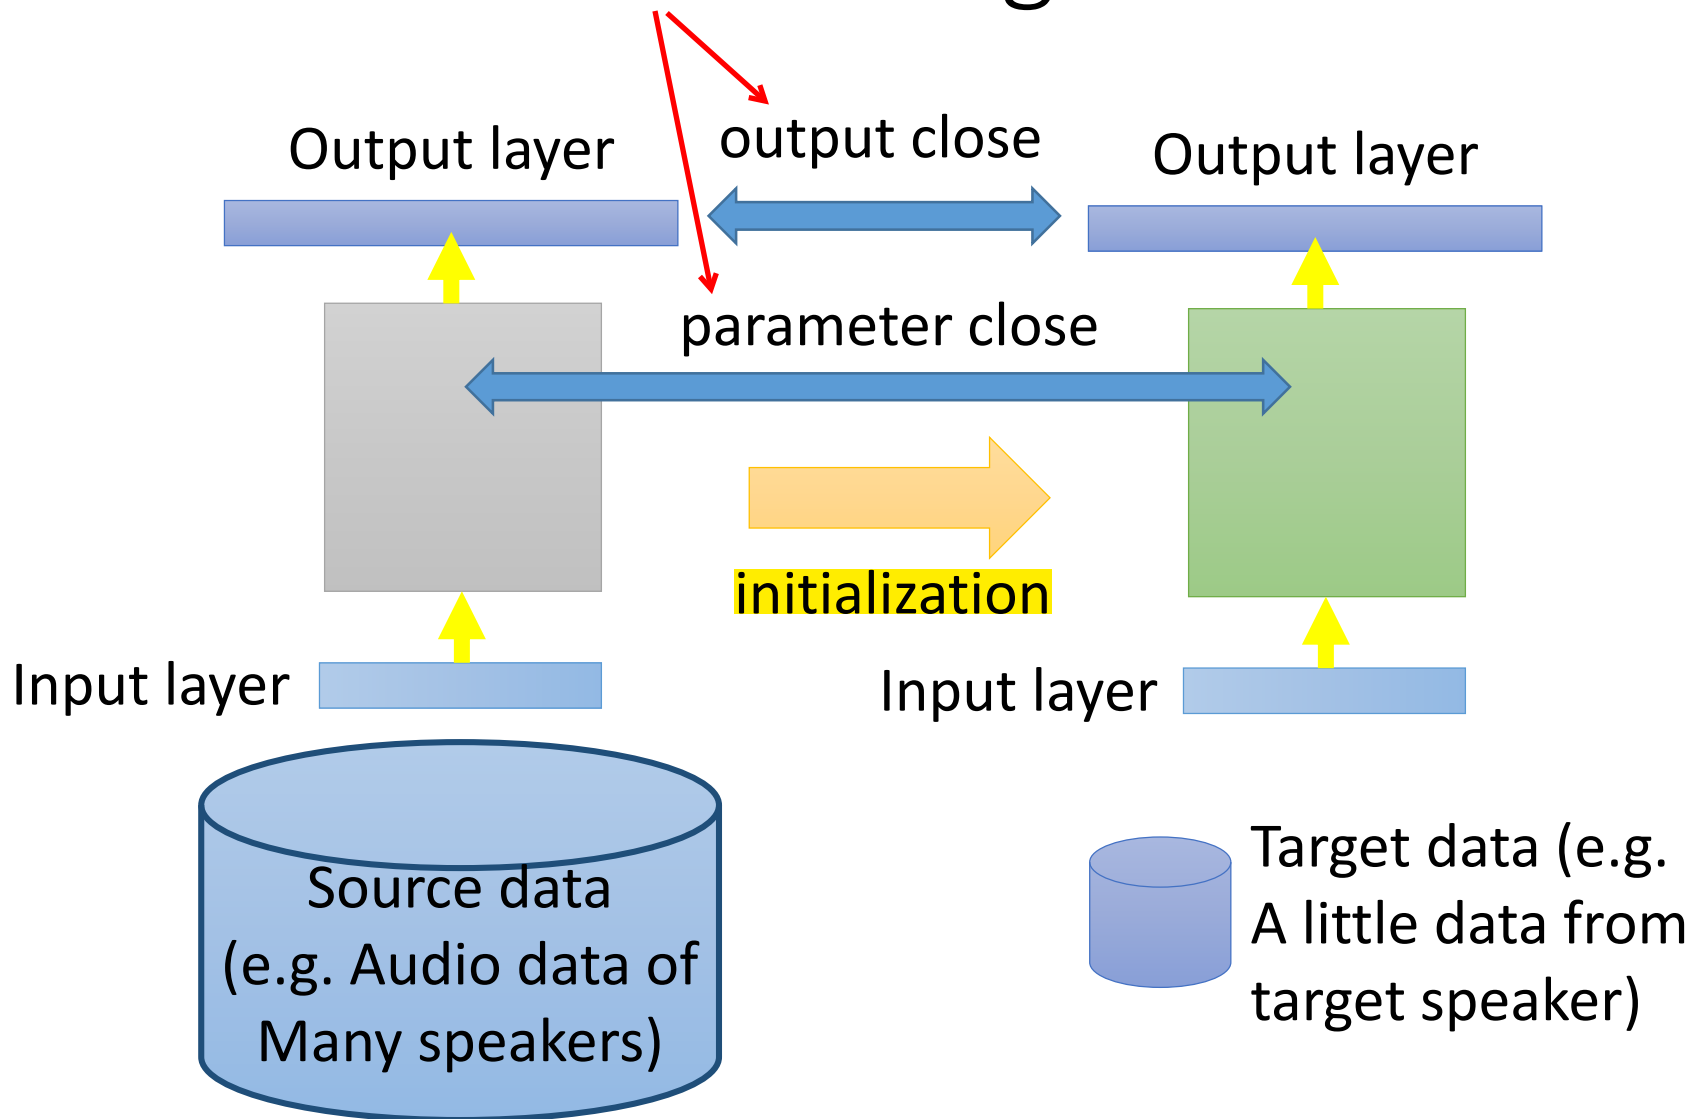 Output layer
output close
Output layer
parameter close
initialization
Input layer
Input layer
Source data
(e.g. Audio data of
Many speakers)
Target data (e.g.
A little data from
target speaker)